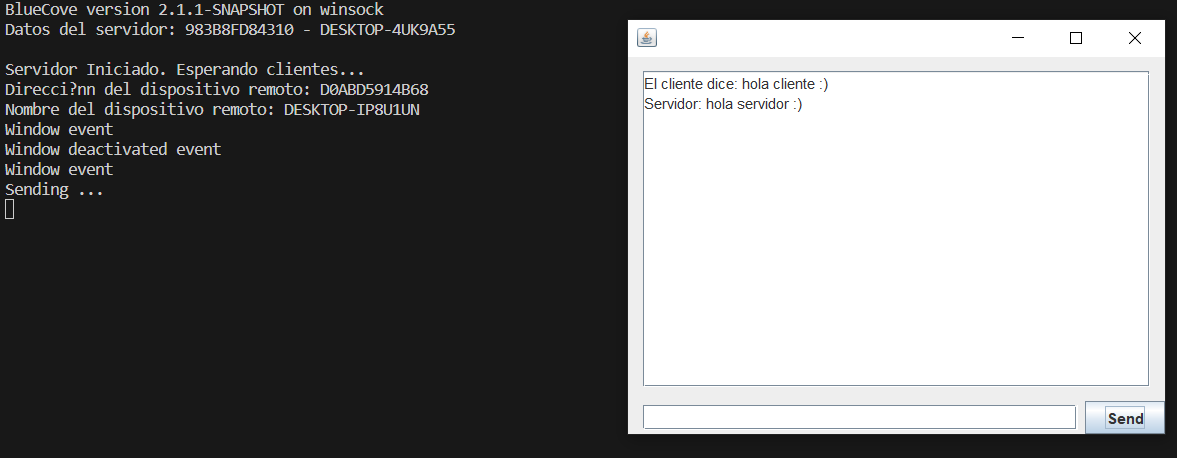 BlueCove version 2.1.1-SNAPSHOT on winsock
Datos del servidor: 983B8FD84310 - DESKTOP-4UK9A55
Servidor Iniciado. Esperando clientes...
Direcci?nn del dispositivo remoto: D0ABD5914B68
Nombre del dispositivo remoto: DESKTOP-IP8U1UN
Window event
Window deactivated event
Window event
Sending ...
El cliente dice: hola cliente :)
Servidor: hola servidor :)
Send